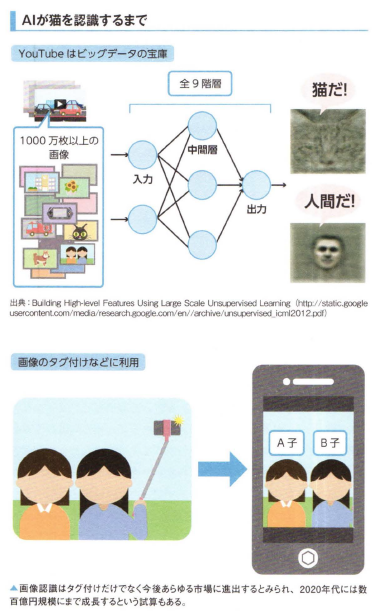 AIが猫を認識するまで
YouTubeはビッグデータの宝庫
全9階層
猫だ!
1000万枚以上の
画像
中間層
入力
出力
人間だ!
出典:Building High-level Features Using Large Scale Unsupervised Learning(http://static.google
usercontent.com/media/research.google.com/en//archive/unsupervised_icml2012.pdf)
画像のタグ付けなどに利用
A子
B子
▲画像認識はタグ付けだけでなく今後あらゆる市場に進出するとみられ、2020年代には数
百億円規模にまで成長するという試算もある。